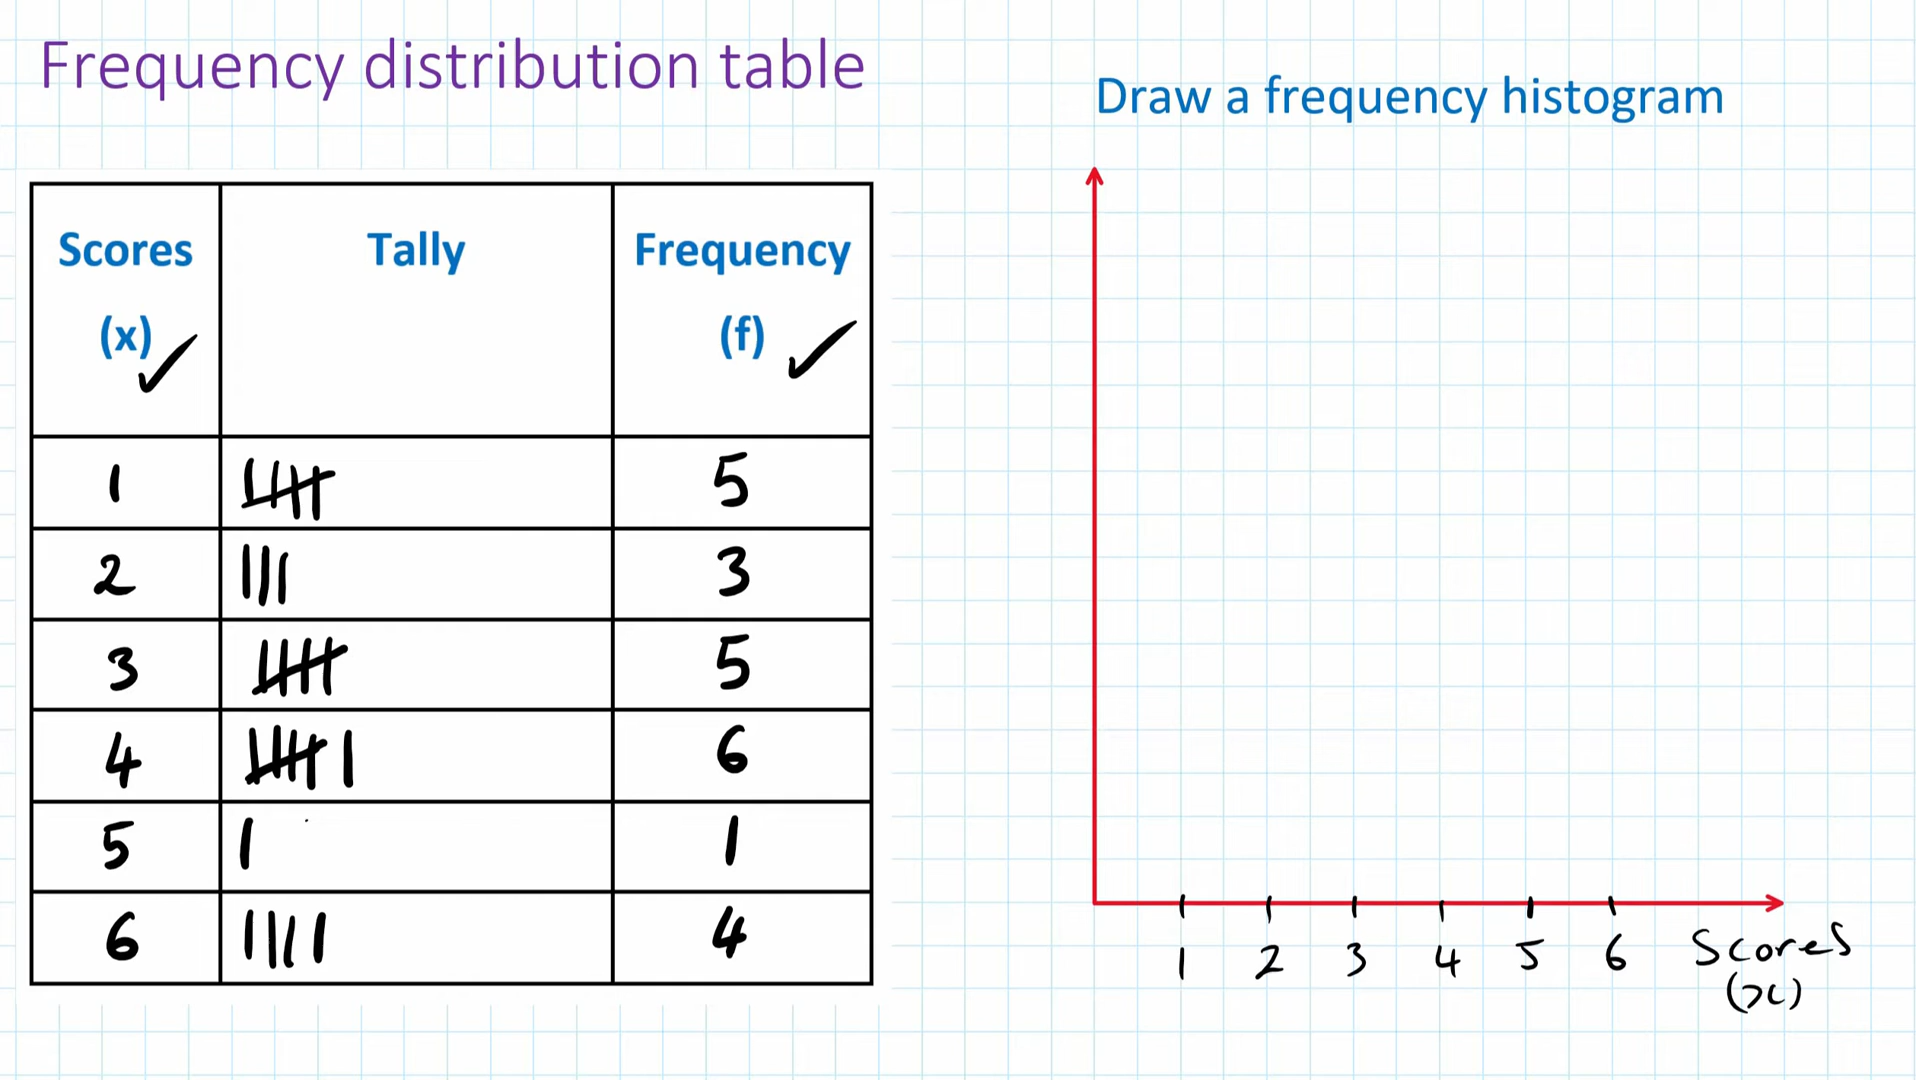 Frequency distribution table
Draw a frequency histogram
Scores Tally Frequency
(x) (f)
1 5
2 3
3 5
4 6
5 1
6 4
1 2 3 4 5 6 Scores
(x)